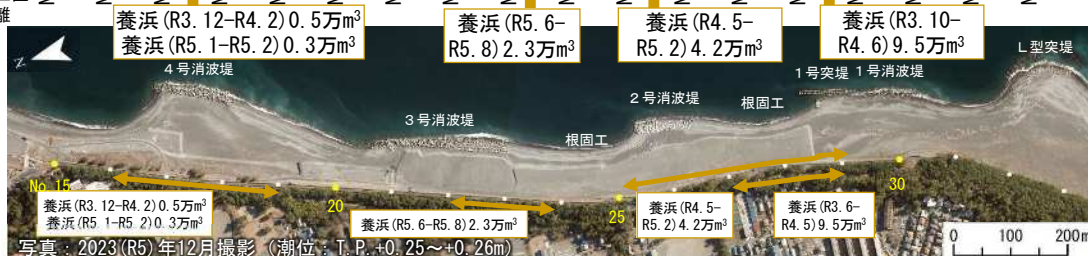 離
養浜(R3.12-R4.2)0.5万m³
養浜(R5.1-R5.2)0.3万m³
養浜(R5.6-
R5.8)2.3万m³
養浜(R4.5-
R5.2)4.2万m³
養浜(R3.10-
R4.6)9.5万m³
N
4号消波堤
3号消波堤
根固工
2号消波堤
根固工
1号突堤
1号消波堤
L型突堤
No.15
20
25
30
養浜(R3.12-R4.2)0.5万m³
養浜(R5.1-R5.2)0.3万m³
養浜(R5.6-R5.8)2.3万m³
養浜(R4.5-
R5.2)4.2万m³
養浜(R3.6-
R4.5)9.5万m³
写真：2023(R5)年12月撮影（潮位：T.P.+0.25～+0.26m）
0 100 200m